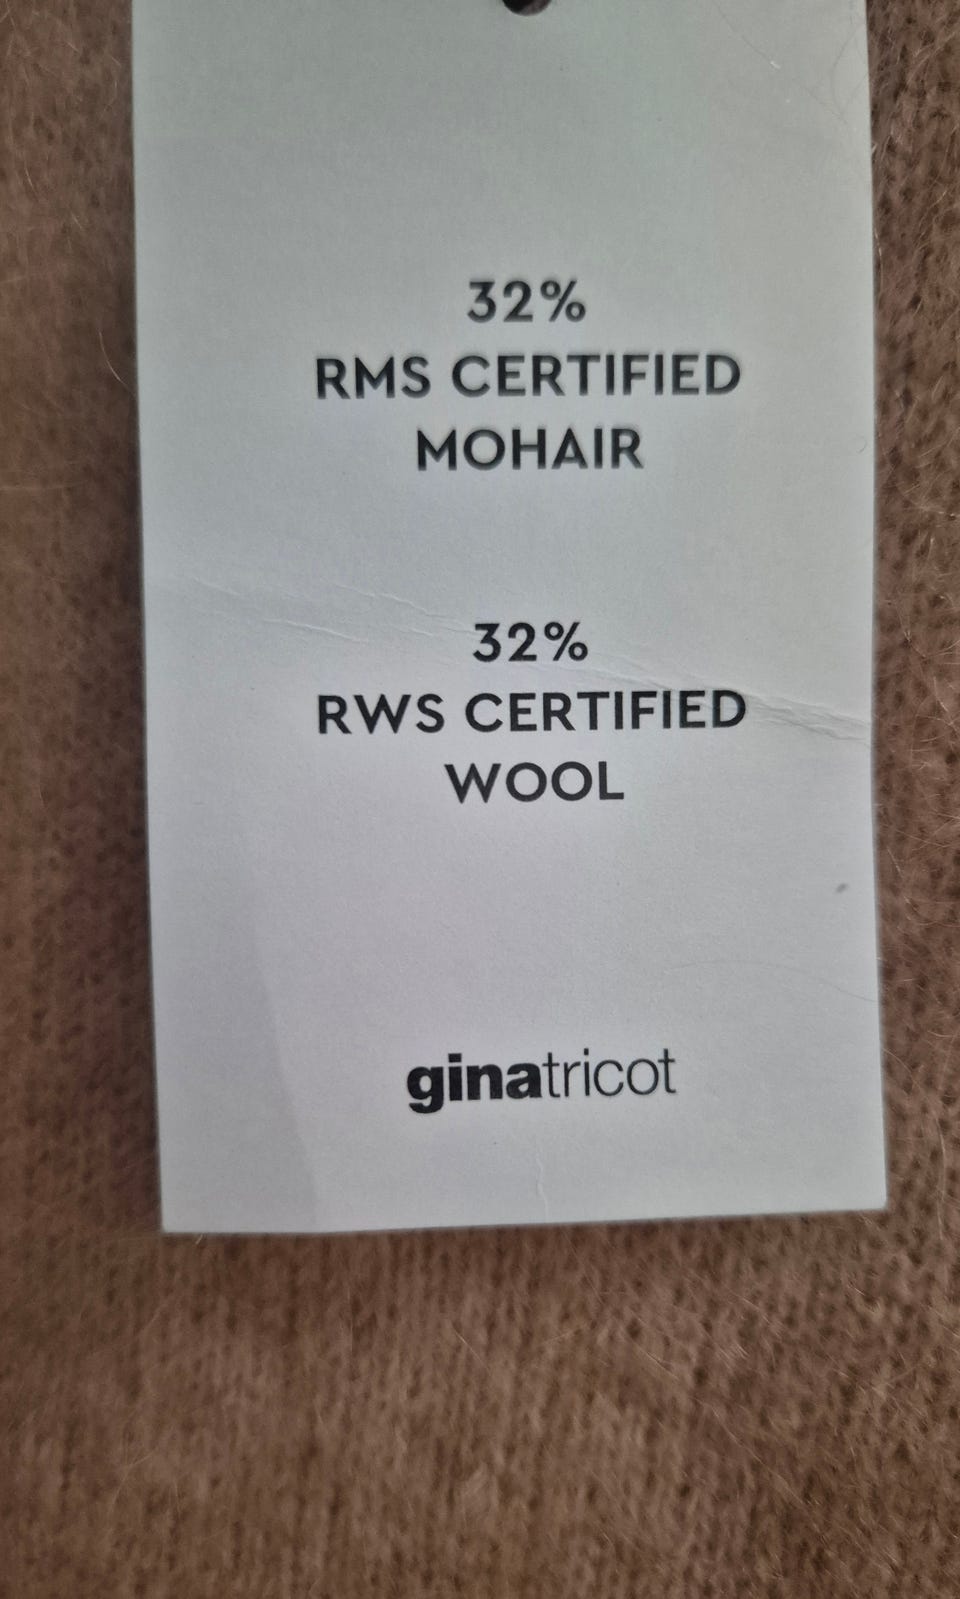 32%
RMS CERTIFIED
MOHAIR
32%
RWS CERTIFIED
WOOL
ginatricot